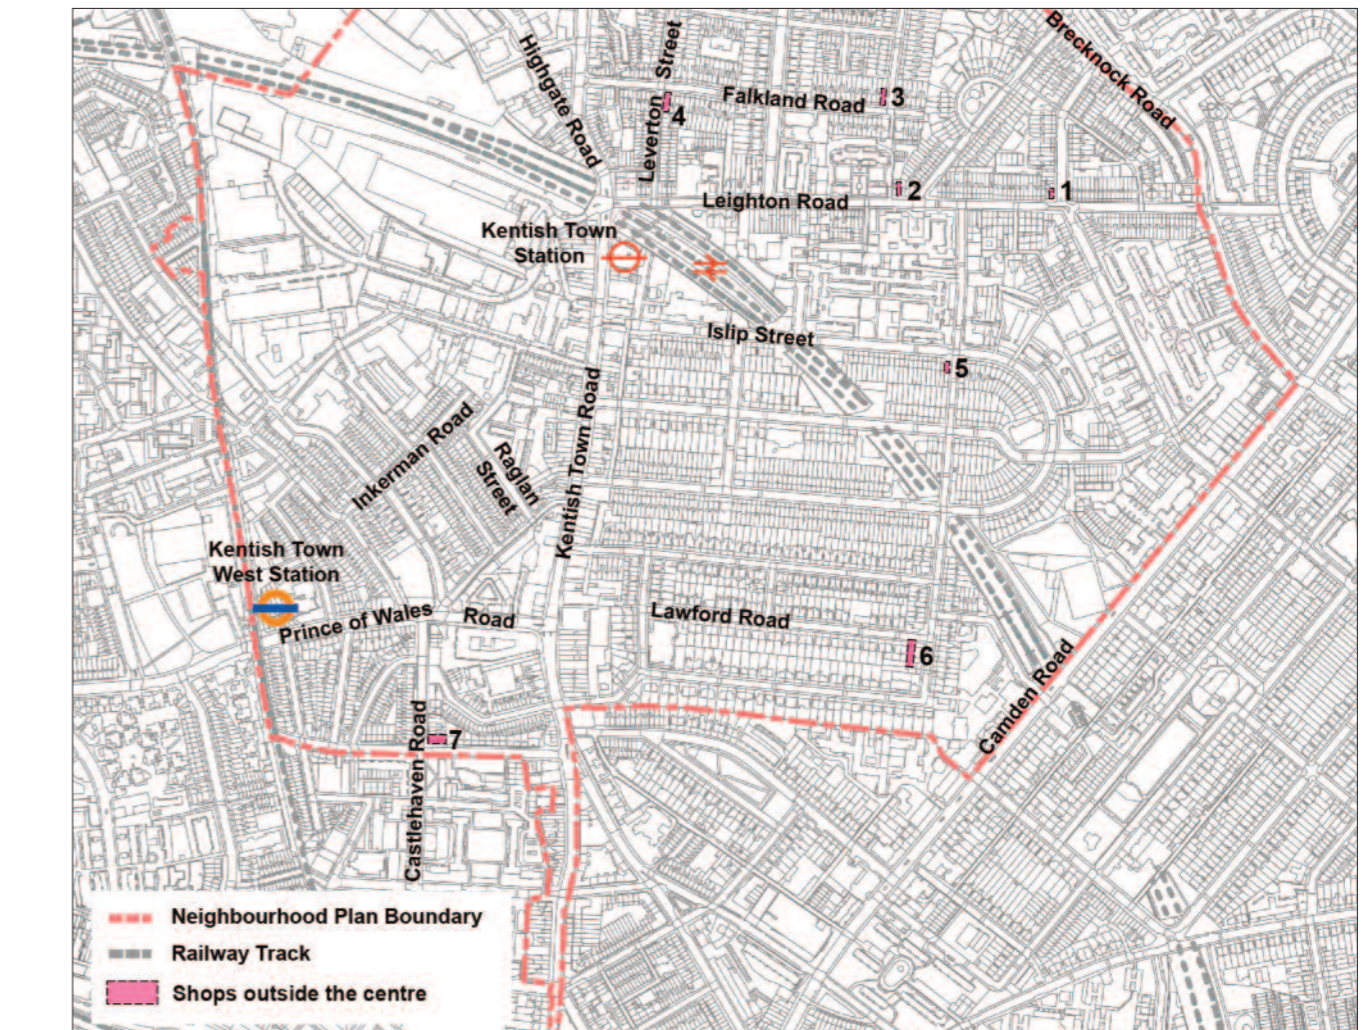 Brecknock Road
Highgate Road
Leverton Street
Falkland Road
3
4
Leighton Road
2
1
Kentish Town
Station
Islip Street
5
Kentish Town Road
Inkerman Road
Raglan
Street
Kentish Town
West Station
Prince of Wales Road
Lawford Road
6
Camden Road
Castlehaven Road
7
Neighbourhood Plan Boundary
Railway Track
Shops outside the centre